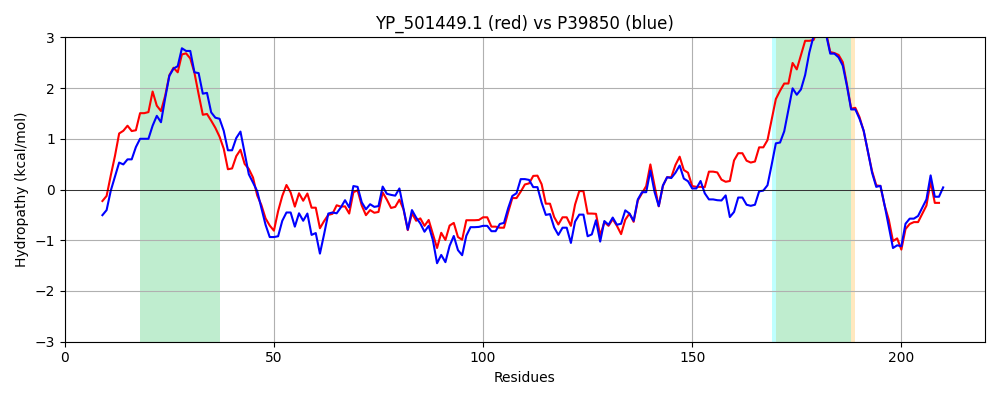 YP_501449.1 (red) vs P39850 (blue)
Hydropathy (kcal/mol)
3
2
1
0
−1
−2
−3
0 50 100 150 200
Residues